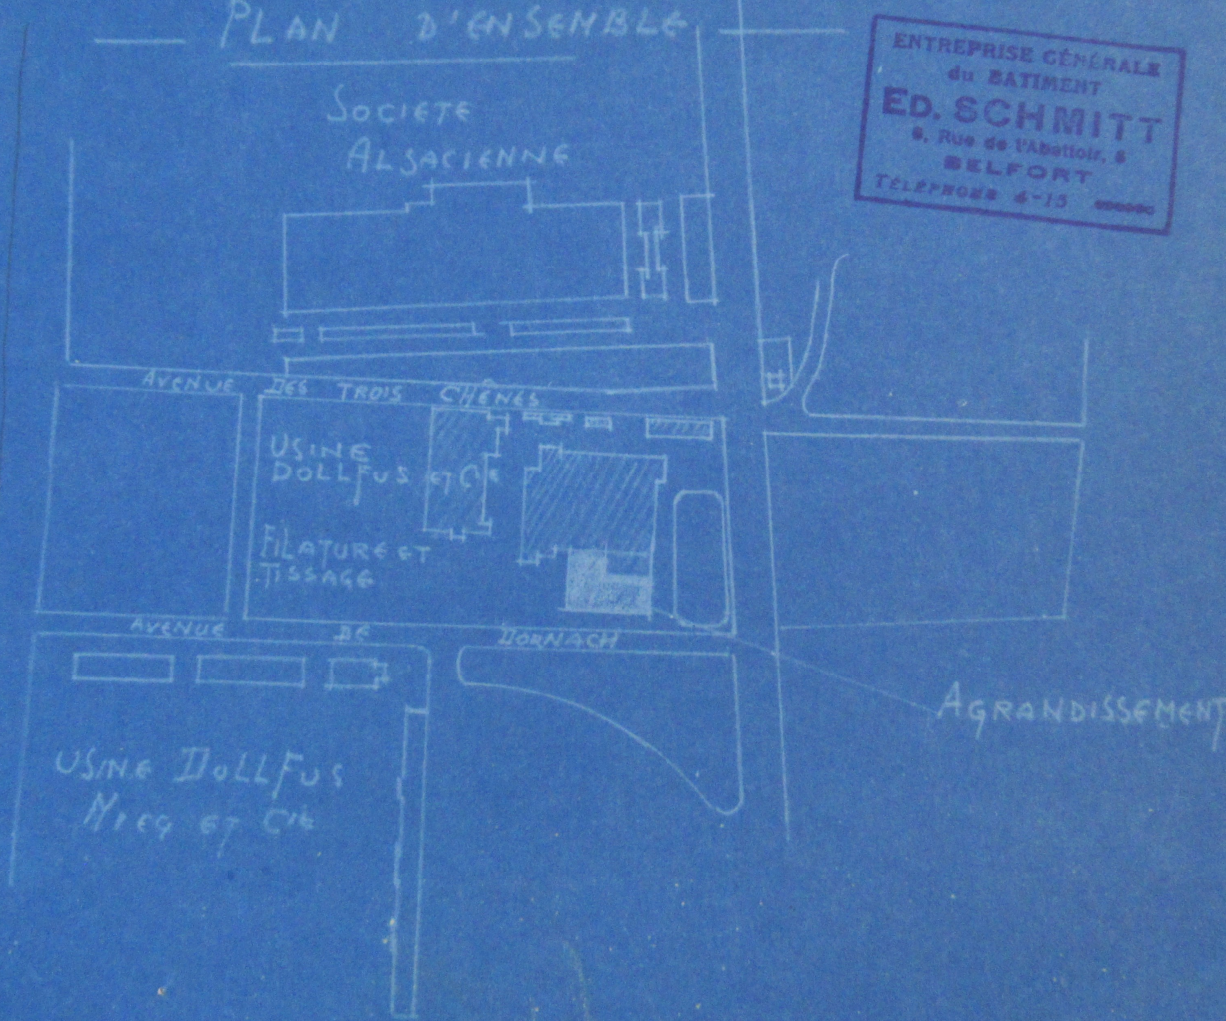 PLAN D'ENSEMBLE
ENTREPRISE GÉNÉRALE
du BATIMENT
ED. SCHMITT
6, Rue de l'Abattoir, 6
BELFORT
TÉLÉPHONE 4-15
SOCIETE
ALSACIENNE
AVENUE DES TROIS CHÊNES
USINE
DOLLFUS ET Cie
FILATURE ET
TISSAGE
AVENUE DE DORNACH
AGRANDISSEMENT
USINE DOLLFUS
MIEG ET Cie